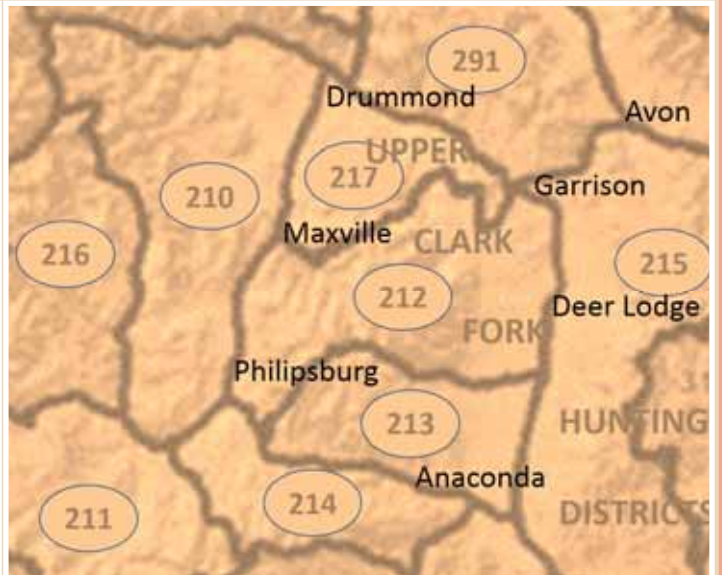 291
Drummond
Avon
UPPER
217
210
Garrison
Maxville
CLARK
216
215
212
Deer Lodge
FORK
Philipsburg
213
HUNTING
Anaconda
214
211
DISTRICTS